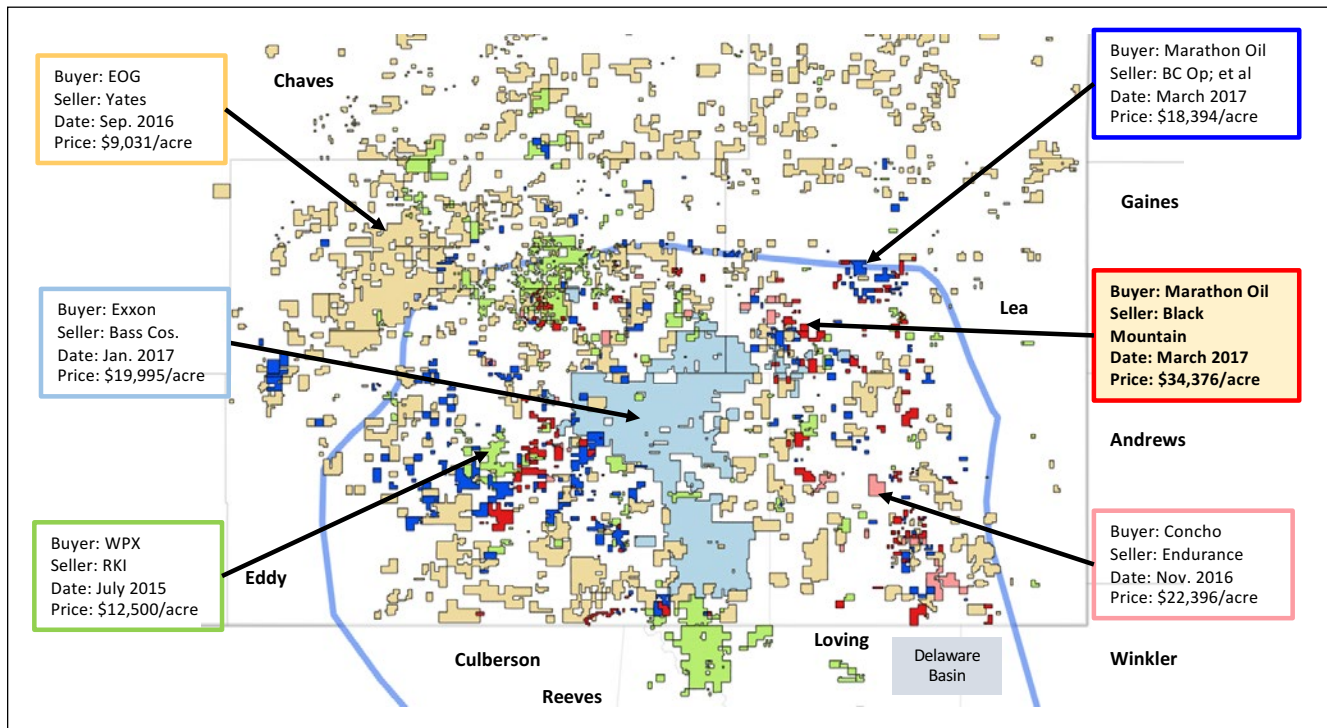 Chaves
Buyer: EOG
Seller: Yates
Date: Sep. 2016
Price: $9,031/acre
Buyer: Marathon Oil
Seller: BC Op; et al
Date: March 2017
Price: $18,394/acre
Gaines
Buyer: Exxon
Seller: Bass Cos.
Date: Jan. 2017
Price: $19,995/acre
Lea
Buyer: Marathon Oil
Seller: Black
Mountain
Date: March 2017
Price: $34,376/acre
Andrews
Buyer: WPX
Seller: RKI
Date: July 2015
Price: $12,500/acre
Eddy
Buyer: Concho
Seller: Endurance
Date: Nov. 2016
Price: $22,396/acre
Culberson
Reeves
Loving
Delaware
Basin
Winkler